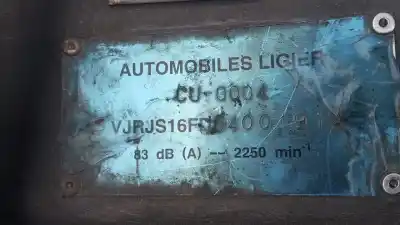 AUTOMOBILES LIGIER
CU-0004
83 dB (A) -- 2250 min⁻¹